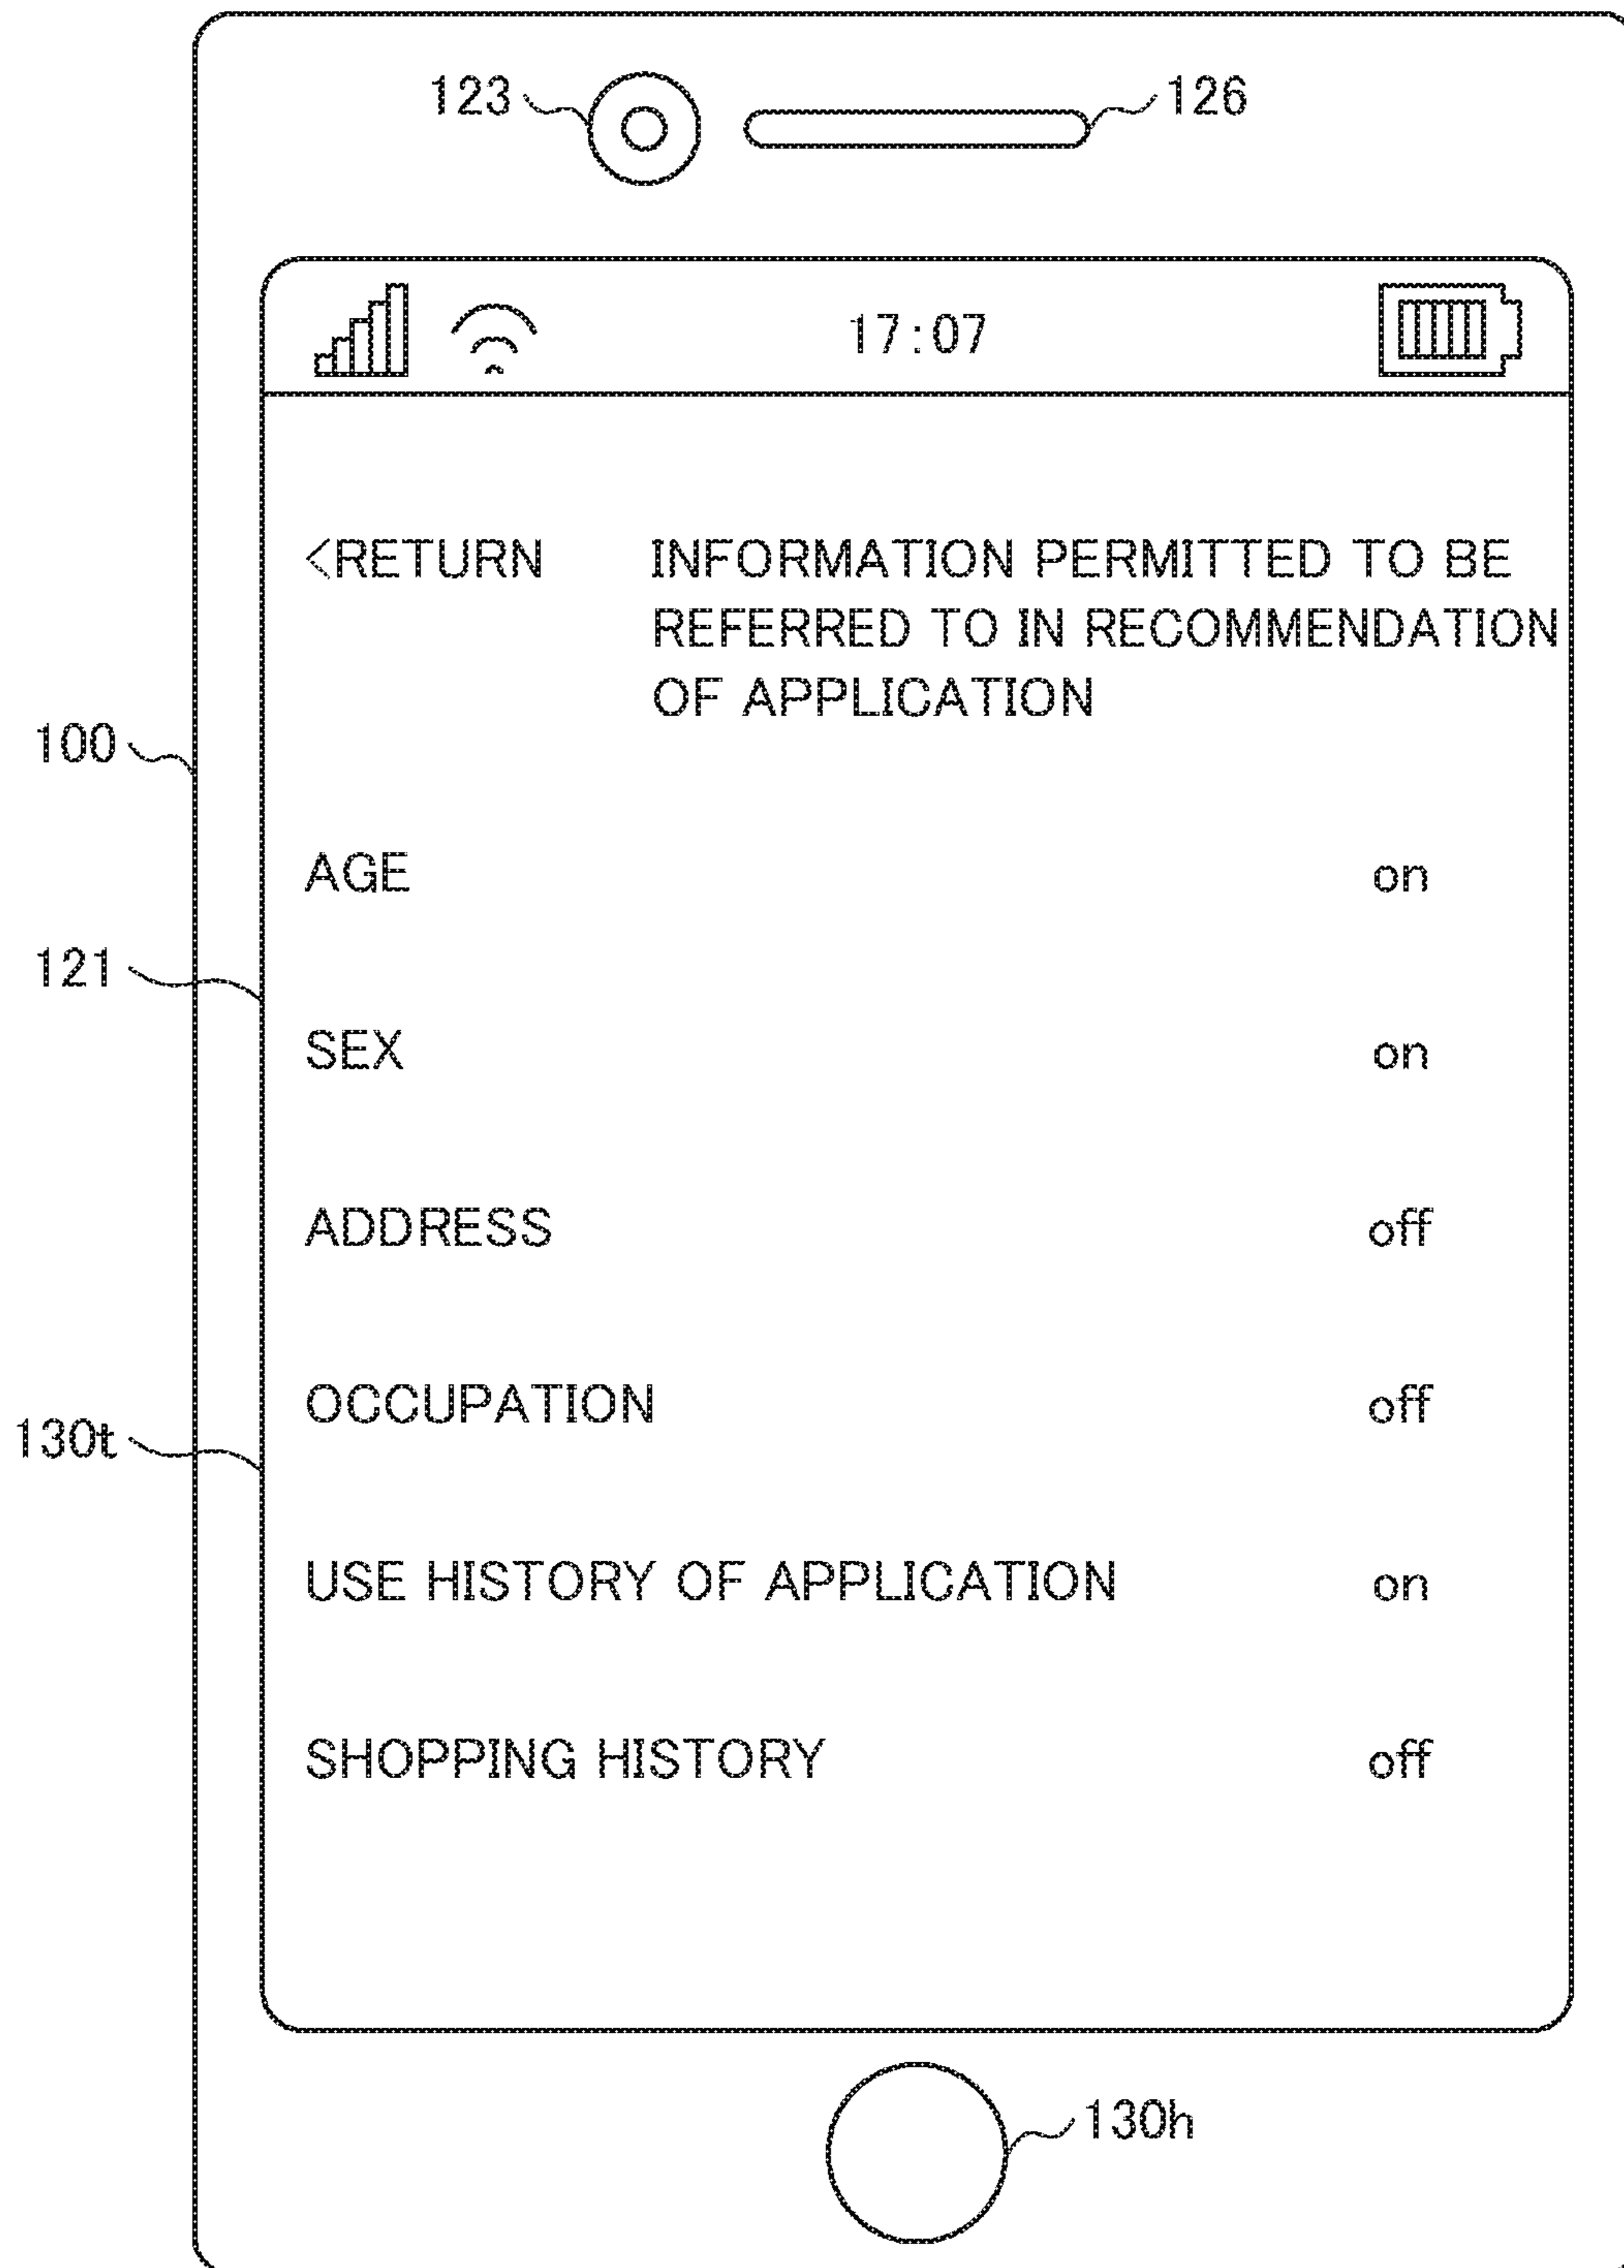 123 126
17:07
<RETURN INFORMATION PERMITTED TO BE
REFERRED TO IN RECOMMENDATION
OF APPLICATION
100
AGE on
121
SEX on
ADDRESS off
OCCUPATION off
130t
USE HISTORY OF APPLICATION on
SHOPPING HISTORY off
130h